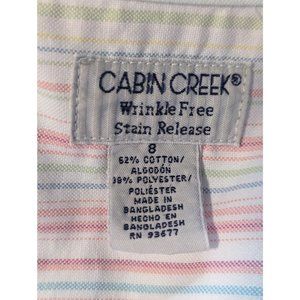 CABIN CREEK®
Wrinkle Free
Stain Release
8
62% COTTON/
ALGODÓN
38% POLYESTER/
POLIÉSTER
MADE IN
BANGLADESH
HECHO EN
BANGLADESH
RN 93677